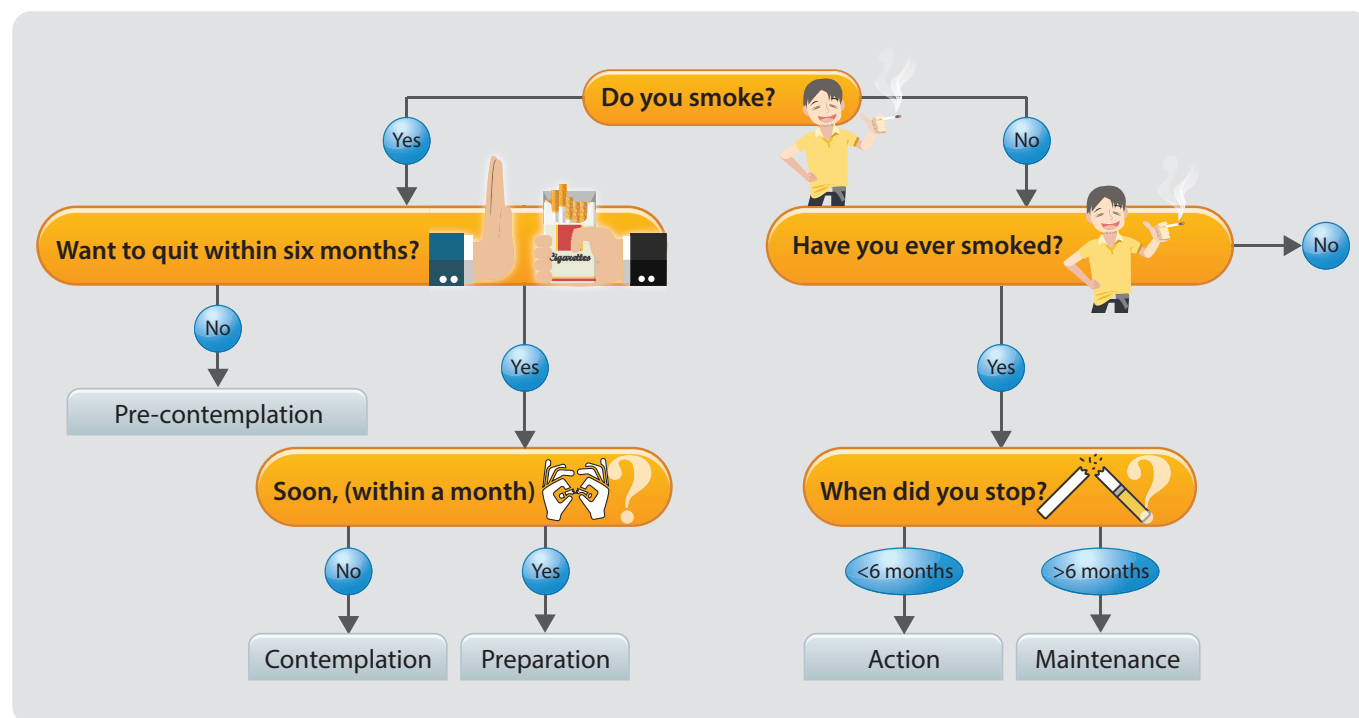 Do you smoke?
Yes
No
Want to quit within six months?
Cigarettes
Have you ever smoked?
No
No
Yes
Yes
Pre-contemplation
Soon, (within a month)
?
When did you stop?
?
No
Yes
<6 months
>6 months
Contemplation
Preparation
Action
Maintenance